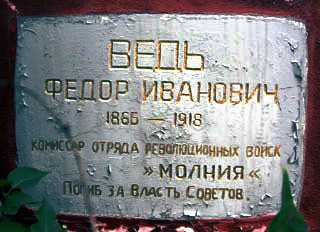 ВЕДЬ
ФЕДОР ИВАНОВИЧ
1866 — 1918
КОМИССАР ОТРЯДА РЕВОЛЮЦИОННЫХ ВОЙСК
»МОЛНИЯ«
ПОГИБ ЗА ВЛАСТЬ СОВЕТОВ.